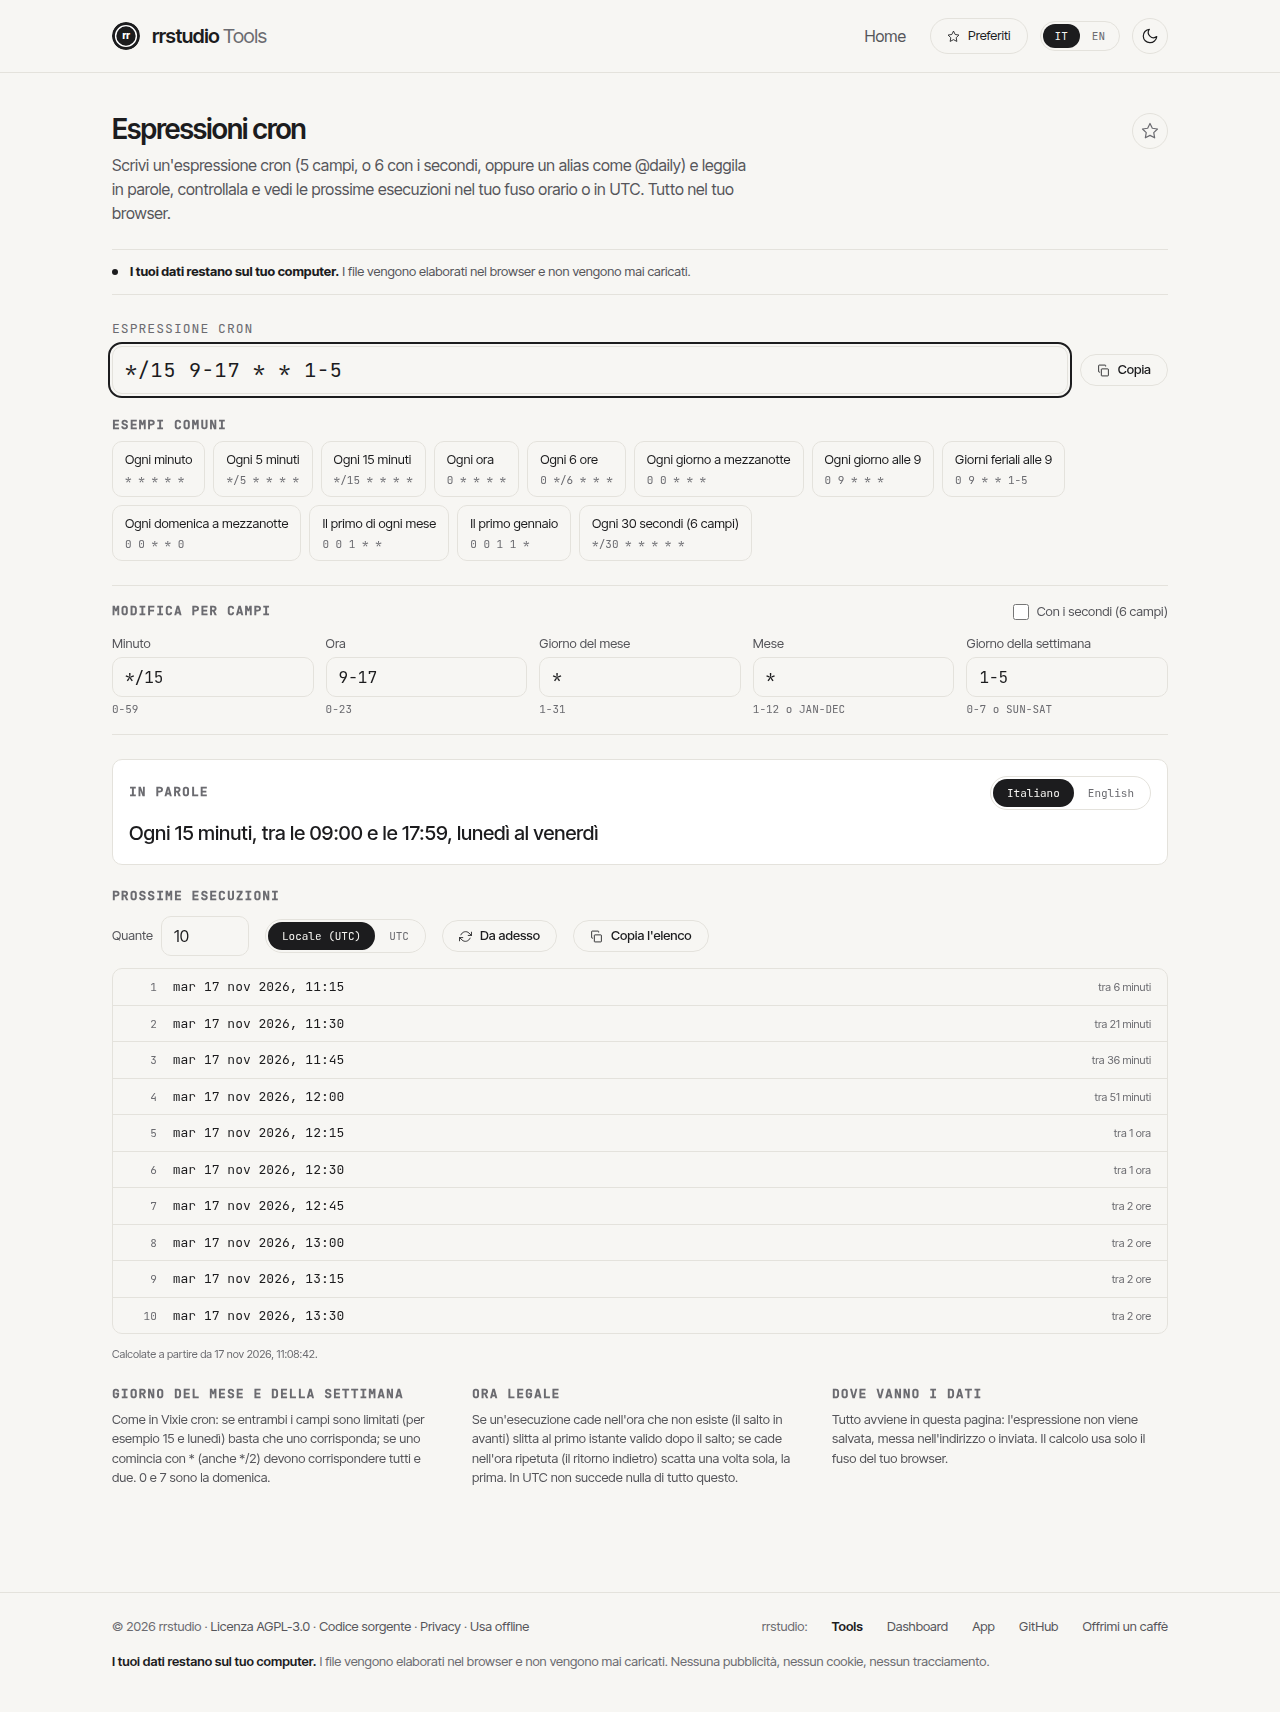 rr rrstudio Tools
Home
Preferiti
IT EN
Espressioni cron
Scrivi un'espressione cron (5 campi, o 6 con i secondi, oppure un alias come @daily) e leggila
in parole, controllala e vedi le prossime esecuzioni nel tuo fuso orario o in UTC. Tutto nel tuo
browser.
I tuoi dati restano sul tuo computer. I file vengono elaborati nel browser e non vengono mai caricati.
ESPRESSIONE CRON
*/15 9-17 * * 1-5
Copia
ESEMPI COMUNI
Ogni minuto
* * * * *
Ogni 5 minuti
*/5 * * * *
Ogni 15 minuti
*/15 * * * *
Ogni ora
0 * * * *
Ogni 6 ore
0 */6 * * *
Ogni giorno a mezzanotte
0 0 * * *
Ogni giorno alle 9
0 9 * * *
Giorni feriali alle 9
0 9 * * 1-5
Ogni domenica a mezzanotte
0 0 * * 0
Il primo di ogni mese
0 0 1 * *
Il primo gennaio
0 0 1 1 *
Ogni 30 secondi (6 campi)
*/30 * * * * *
MODIFICA PER CAMPI
Con i secondi (6 campi)
Minuto
*/15
0-59
Ora
9-17
0-23
Giorno del mese
*
1-31
Mese
*
1-12 o JAN-DEC
Giorno della settimana
1-5
0-7 o SUN-SAT
IN PAROLE
Italiano English
Ogni 15 minuti, tra le 09:00 e le 17:59, lunedì al venerdì
PROSSIME ESECUZIONI
Quante 10 Locale (UTC) UTC Da adesso Copia l'elenco
1 mar 17 nov 2026, 11:15 tra 6 minuti
2 mar 17 nov 2026, 11:30 tra 21 minuti
3 mar 17 nov 2026, 11:45 tra 36 minuti
4 mar 17 nov 2026, 12:00 tra 51 minuti
5 mar 17 nov 2026, 12:15 tra 1 ora
6 mar 17 nov 2026, 12:30 tra 1 ora
7 mar 17 nov 2026, 12:45 tra 2 ore
8 mar 17 nov 2026, 13:00 tra 2 ore
9 mar 17 nov 2026, 13:15 tra 2 ore
10 mar 17 nov 2026, 13:30 tra 2 ore
Calcolate a partire da 17 nov 2026, 11:08:42.
GIORNO DEL MESE E DELLA SETTIMANA
Come in Vixie cron: se entrambi i campi sono limitati (per
esempio 15 e lunedì) basta che uno corrisponda; se uno
comincia con * (anche */2) devono corrispondere tutti e
due. 0 e 7 sono la domenica.
ORA LEGALE
Se un'esecuzione cade nell'ora che non esiste (il salto in
avanti) slitta al primo istante valido dopo il salto; se cade
nell'ora ripetuta (il ritorno indietro) scatta una volta sola, la
prima. In UTC non succede nulla di tutto questo.
DOVE VANNO I DATI
Tutto avviene in questa pagina: l'espressione non viene
salvata, messa nell'indirizzo o inviata. Il calcolo usa solo il
fuso del tuo browser.
© 2026 rrstudio · Licenza AGPL-3.0 · Codice sorgente · Privacy · Usa offline
rrstudio: Tools Dashboard App GitHub Offrimi un caffè
I tuoi dati restano sul tuo computer. I file vengono elaborati nel browser e non vengono mai caricati. Nessuna pubblicità, nessun cookie, nessun tracciamento.